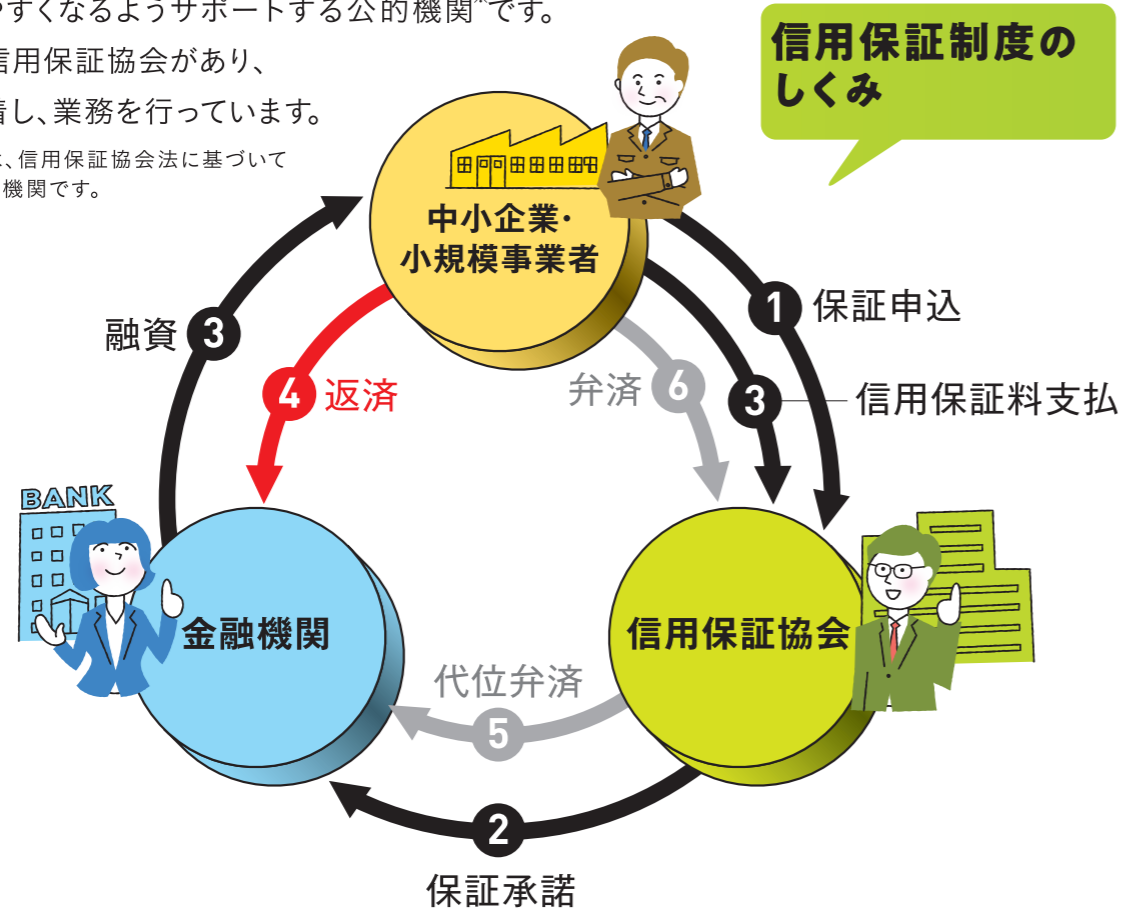 やすくなるようサポートする公的機関※です。
信用保証協会があり、
着し、業務を行っています。
は、信用保証協会法に基づいて
機関です。
信用保証制度の
しくみ
中小企業・
小規模事業者
1 保証申込
3 信用保証料支払
融資 3
4 返済
弁済 6
BANK
金融機関
信用保証協会
代位弁済
5
2
保証承諾